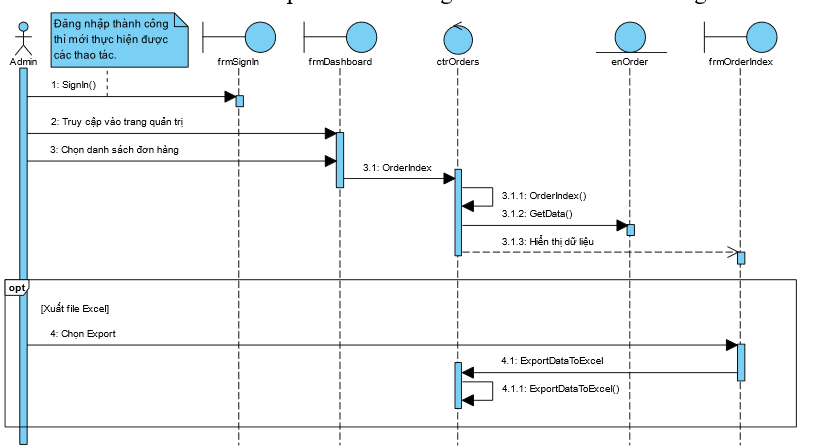 Đăng nhập thành công
thì mới thực hiện được
các thao tác.
Admin
frmSignIn
frmDashboard
ctrOrders
enOrder
frmOrderIndex
1: SignIn()
2: Truy cập vào trang quản trị
3: Chọn danh sách đơn hàng
3.1: OrderIndex
3.1.1: OrderIndex()
3.1.2: GetData()
3.1.3: Hiển thị dữ liệu
opt
[Xuất file Excel]
4: Chọn Export
4.1: ExportDataToExcel
4.1.1: ExportDataToExcel()